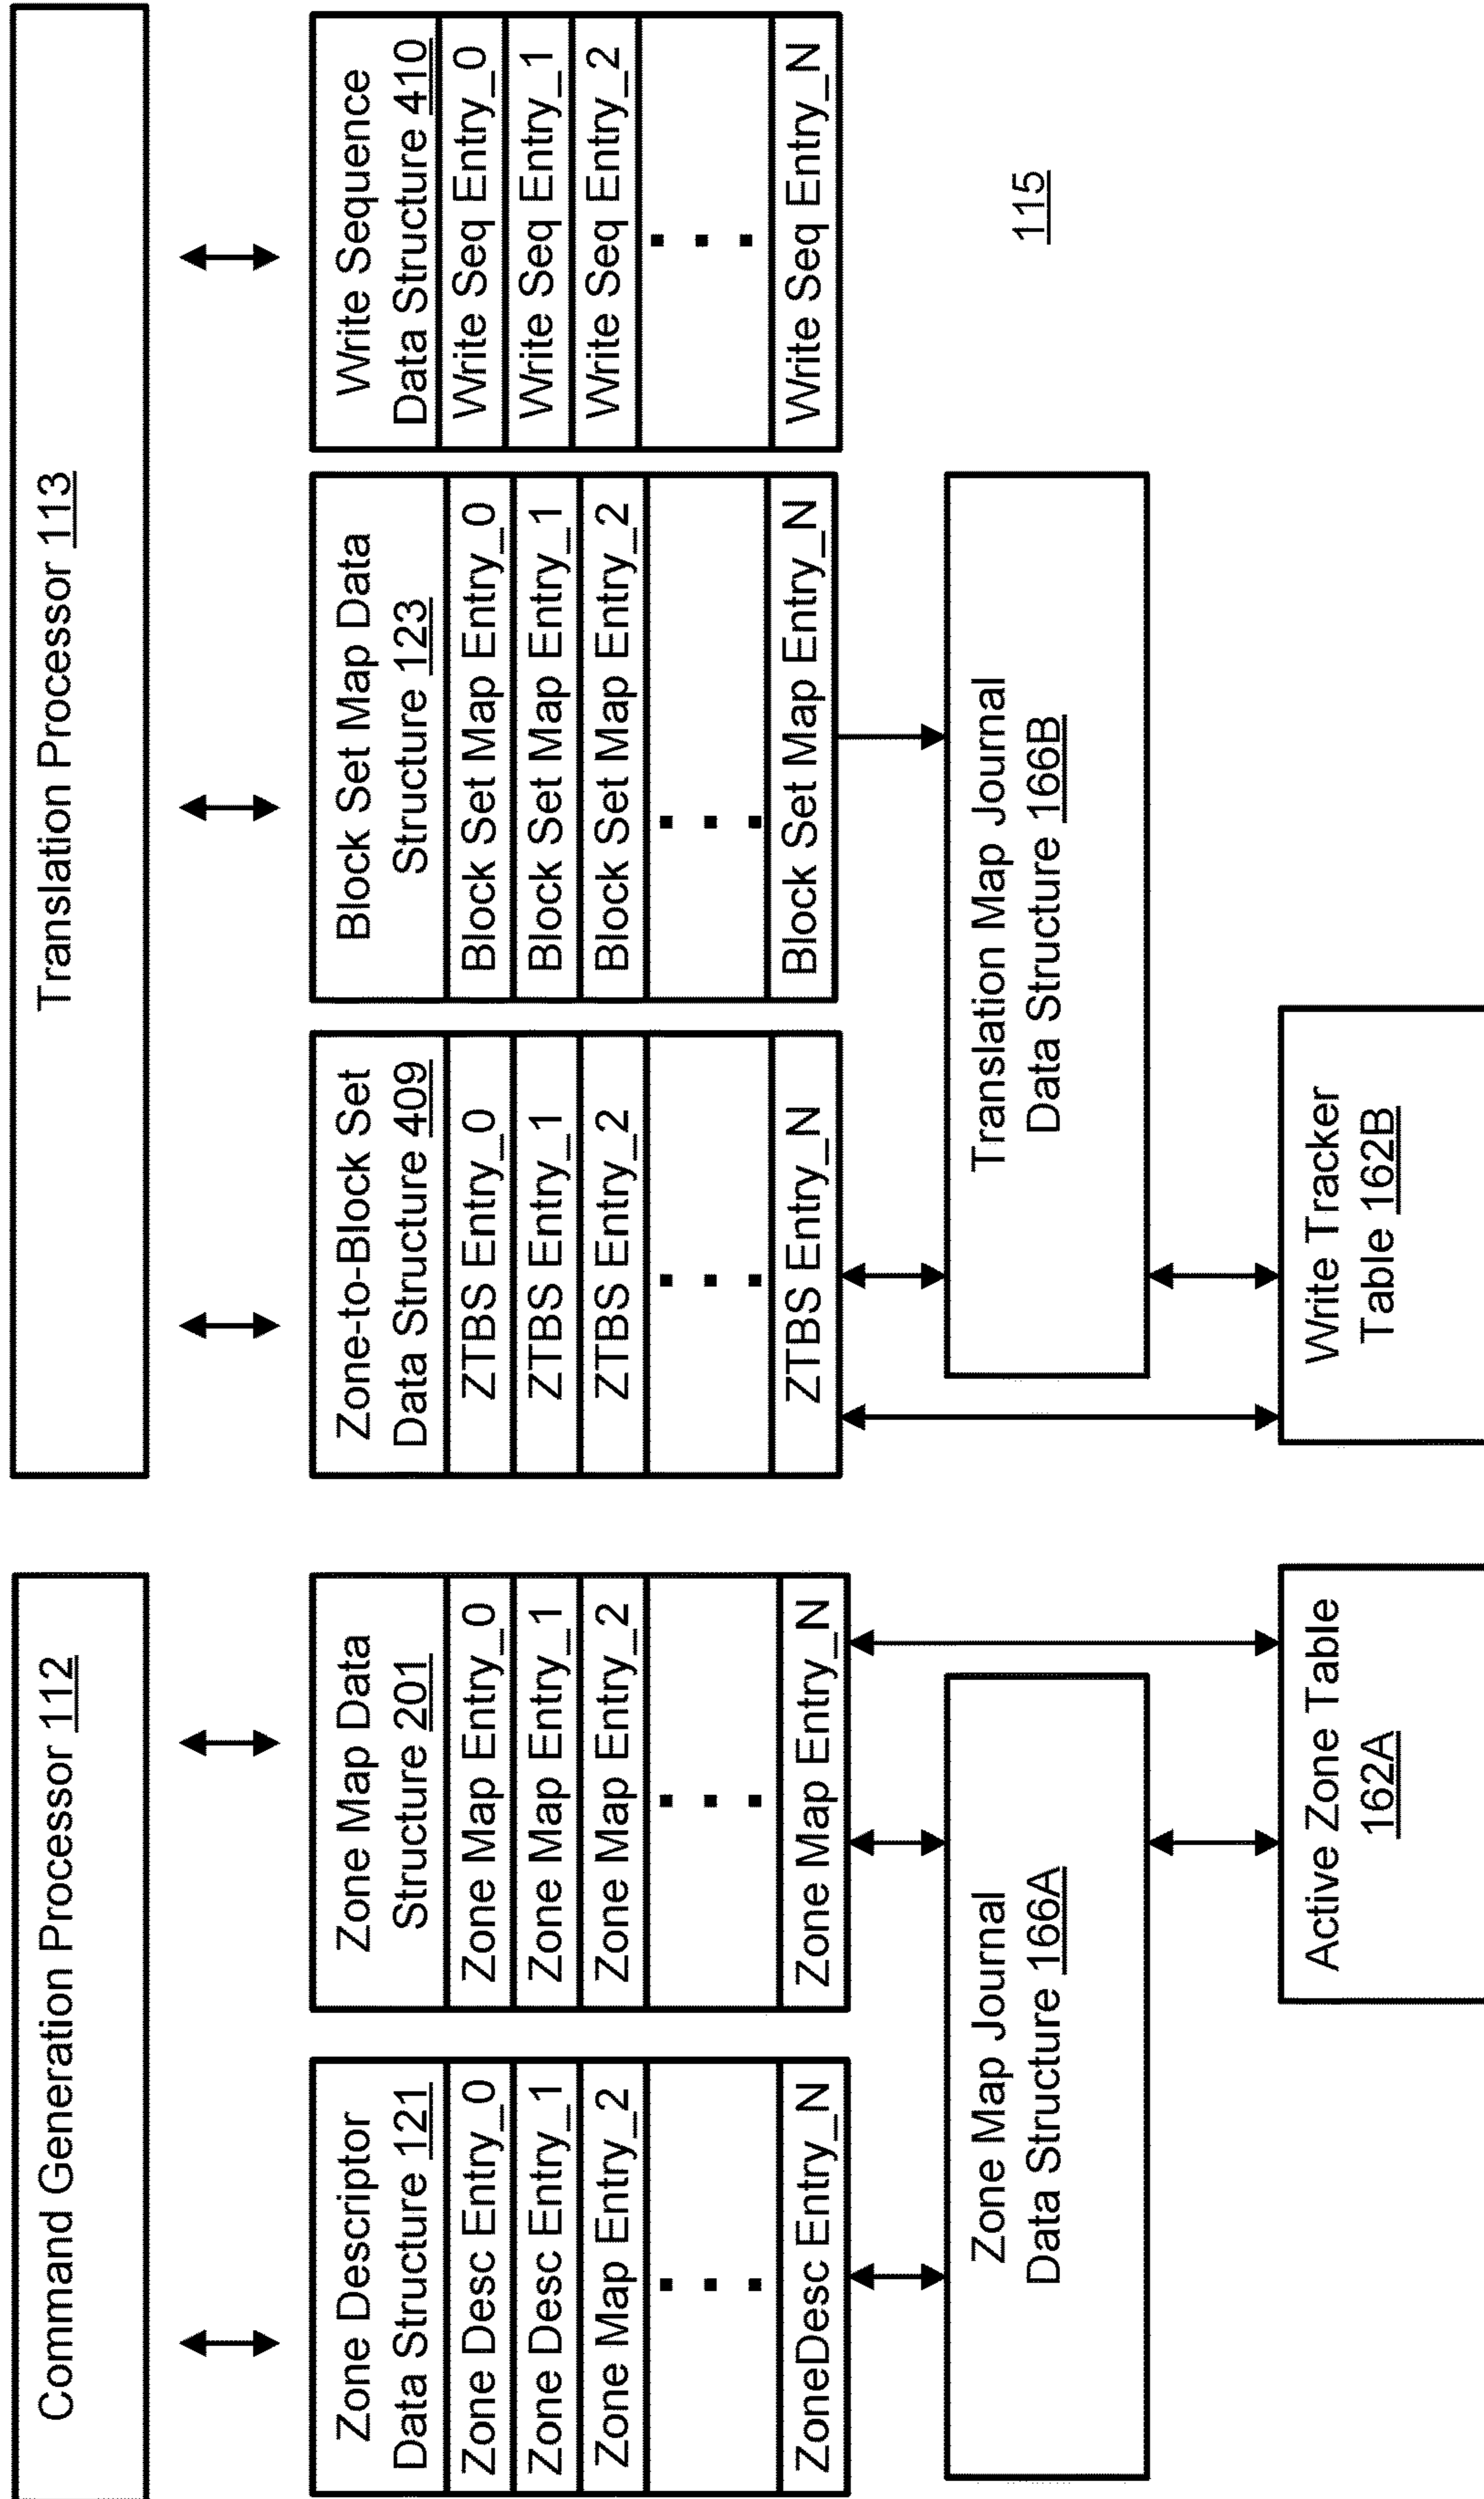 Command Generation Processor 112
Translation Processor 113
Zone Descriptor
Data Structure 121
Zone Desc Entry_0
Zone Desc Entry_1
Zone Map Entry_2
ZoneDesc Entry_N
Zone Map Data
Structure 201
Zone Map Entry_0
Zone Map Entry_1
Zone Map Entry_2
Zone Map Entry_N
Zone-to-Block Set
Data Structure 409
ZTBS Entry_0
ZTBS Entry_1
ZTBS Entry_2
ZTBS Entry_N
Block Set Map Data
Structure 123
Block Set Map Entry_0
Block Set Map Entry_1
Block Set Map Entry_2
Block Set Map Entry_N
Write Sequence
Data Structure 410
Write Seq Entry_0
Write Seq Entry_1
Write Seq Entry_2
Write Seq Entry_N
Zone Map Journal
Data Structure 166A
Translation Map Journal
Data Structure 166B
115
Active Zone Table
162A
Write Tracker
Table 162B